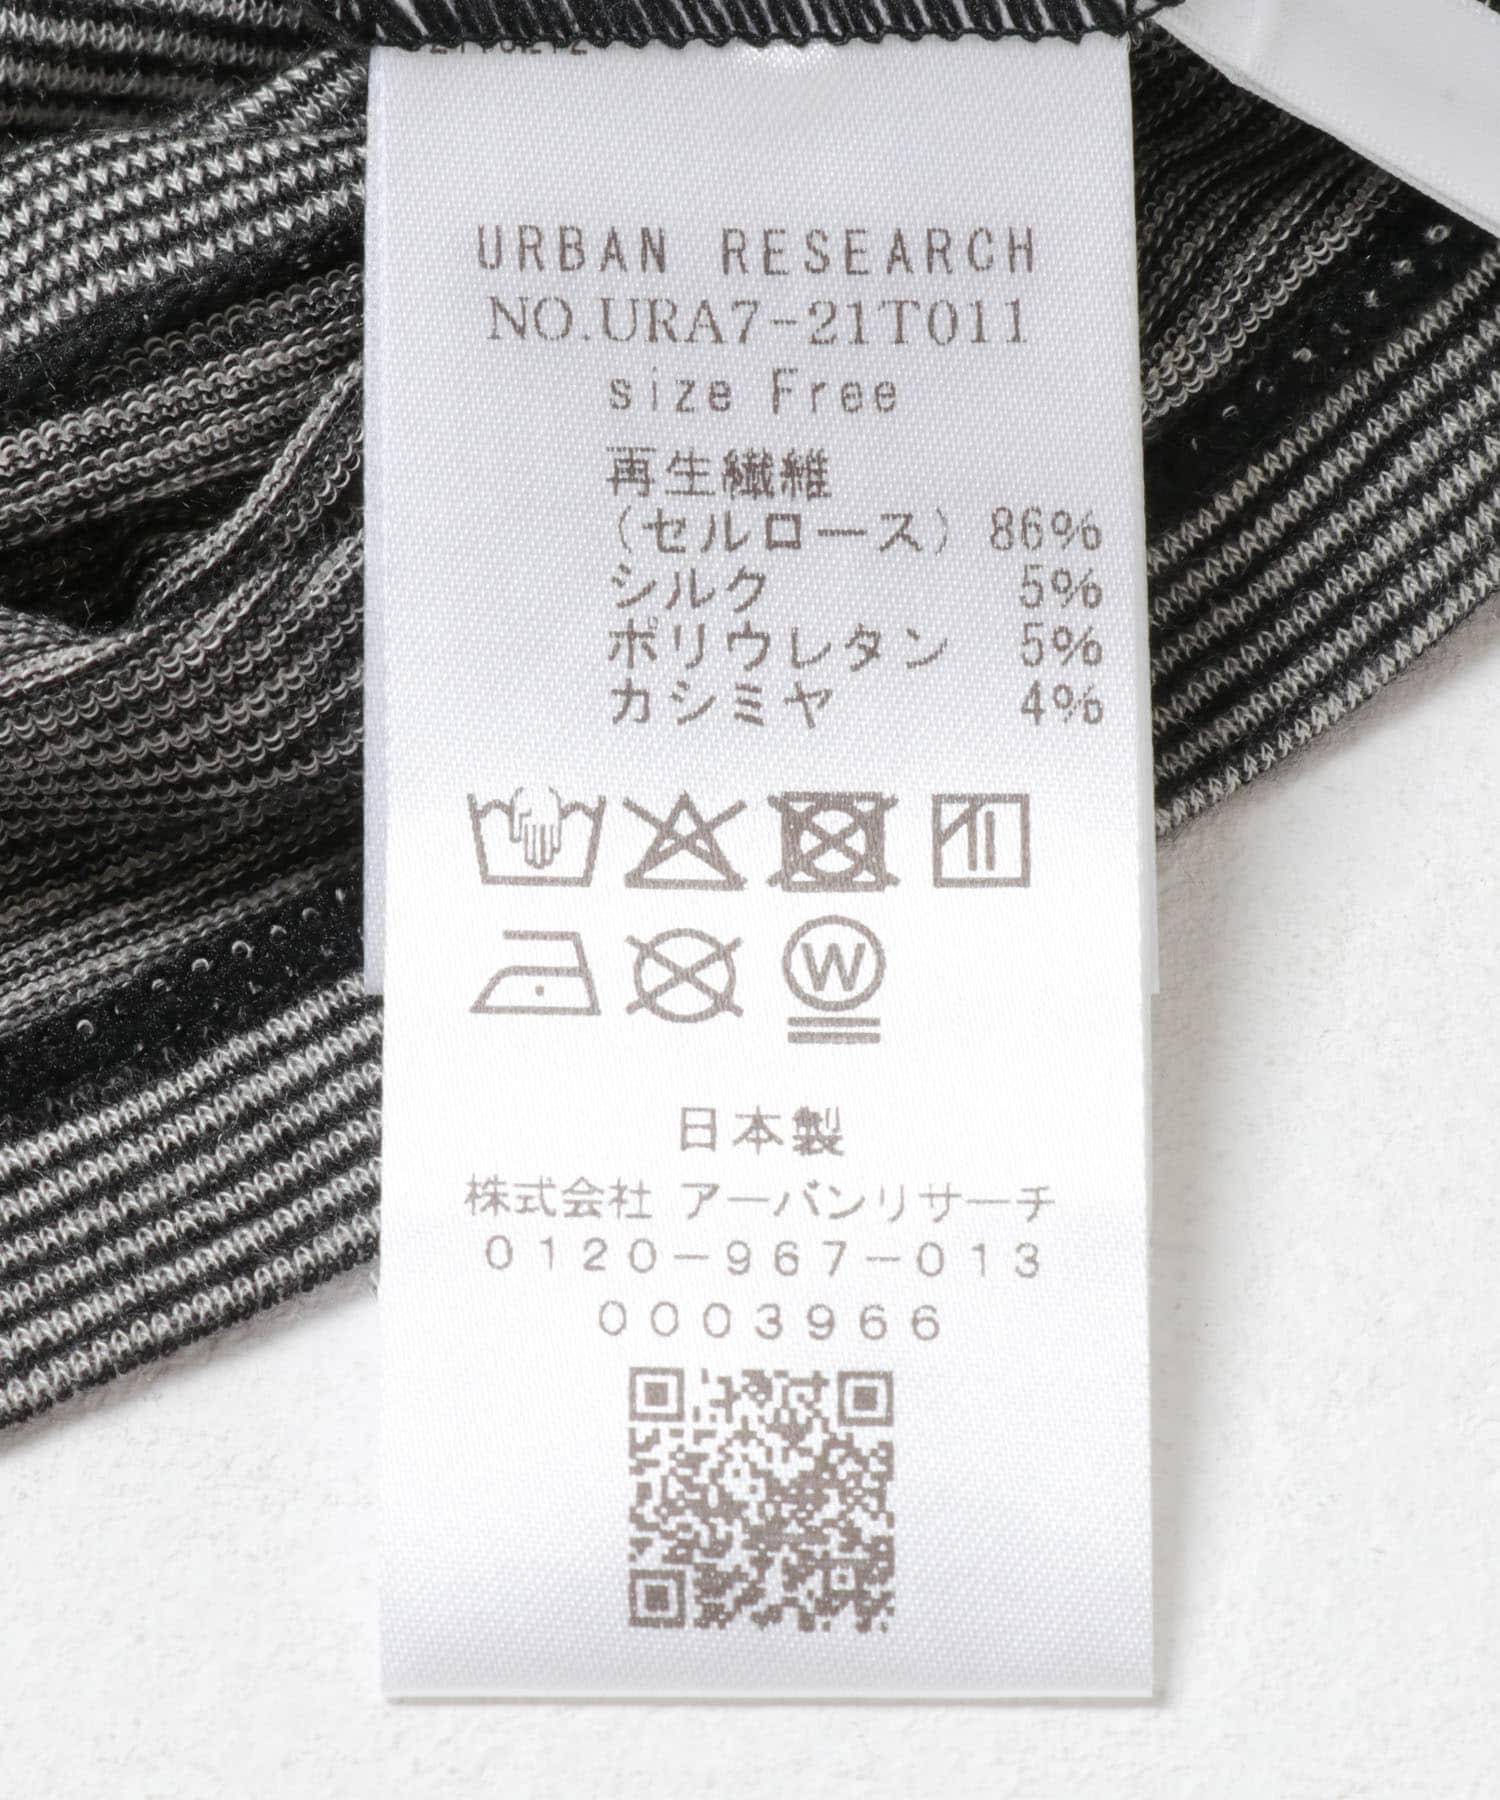 URBAN RESEARCH
NO.URA7-21T011
size Free
再生繊維
(セルロース) 86%
シルク 5%
ポリウレタン 5%
カシミヤ 4%
W
日本製
株式会社 アーバンリサーチ
0120-967-013
0003966